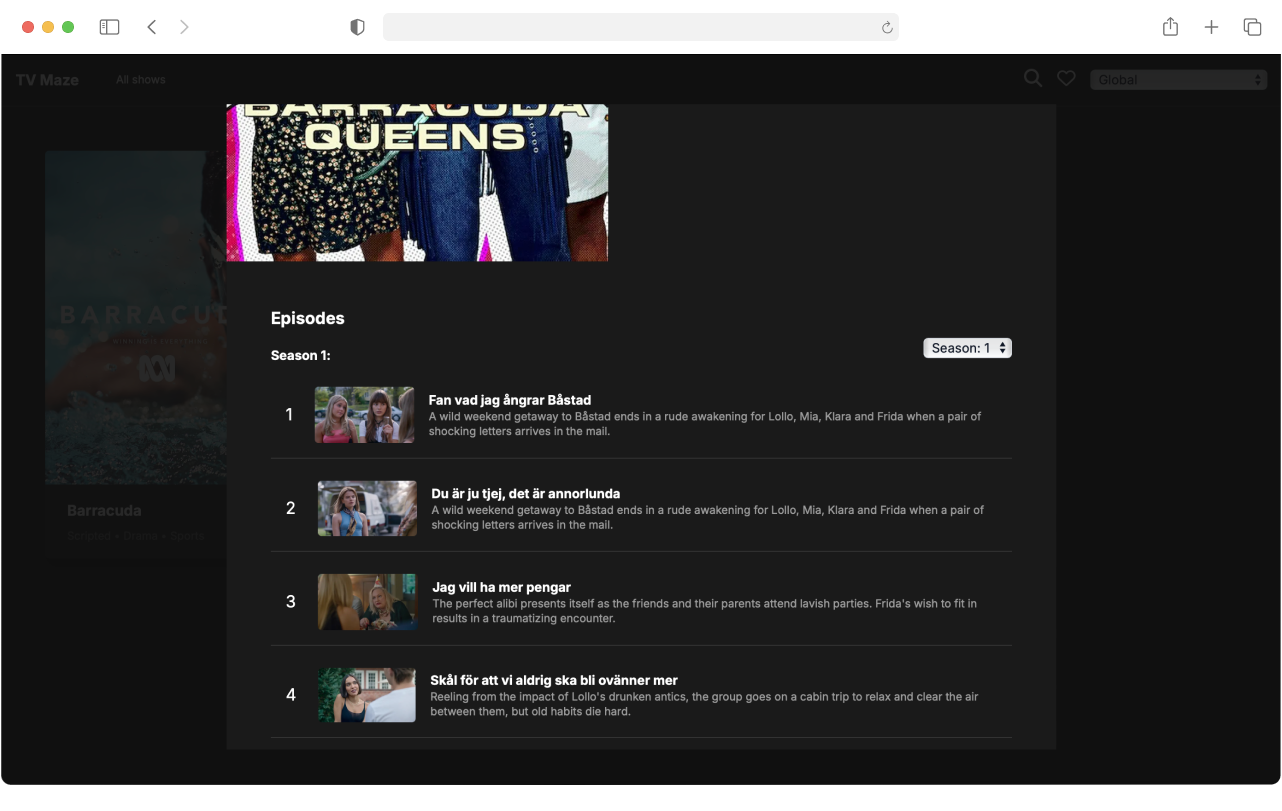 TV Maze
All shows
Global
BARRACUDA
QUEENS
BARRACUD
Barracuda
Scripted • Drama • Sports
Episodes
Season 1:
Season: 1
1
Fan vad jag ångrar Båstad
A wild weekend getaway to Båstad ends in a rude awakening for Lollo, Mia, Klara and Frida when a pair of
shocking letters arrives in the mail.
2
Du är ju tjej, det är annorlunda
A wild weekend getaway to Båstad ends in a rude awakening for Lollo, Mia, Klara and Frida when a pair of
shocking letters arrives in the mail.
3
Jag vill ha mer pengar
The perfect alibi presents itself as the friends and their parents attend lavish parties. Frida's wish to fit in
results in a traumatizing encounter.
4
Skål för att vi aldrig ska bli ovänner mer
Reeling from the impact of Lollo's drunken antics, the group goes on a cabin trip to relax and clear the air
between them, but old habits die hard.